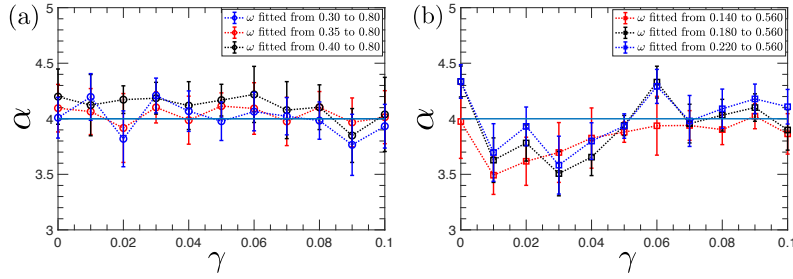 (a)
ω fitted from 0.30 to 0.80
ω fitted from 0.35 to 0.80
ω fitted from 0.40 to 0.80
5
4.5
4
3.5
3
α
0
0.02
0.04
0.06
0.08
0.1
γ
(b)
ω fitted from 0.140 to 0.560
ω fitted from 0.180 to 0.560
ω fitted from 0.220 to 0.560
5
4.5
4
3.5
3
α
0
0.02
0.04
0.06
0.08
0.1
γ